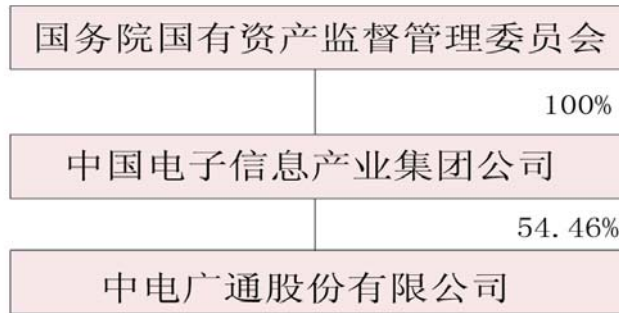 国务院国有资产监督管理委员会
100%
中国电子信息产业集团公司
54.46%
中电广通股份有限公司